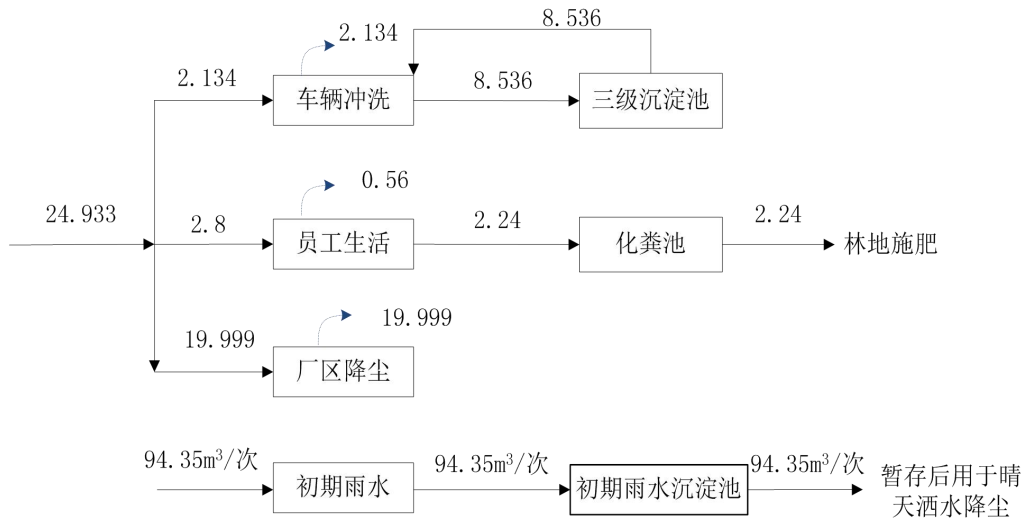 8.536
2.134
2.134
车辆冲洗
8.536
三级沉淀池
0.56
24.933
2.8
员工生活
2.24
化粪池
2.24
林地施肥
19.999
19.999
厂区降尘
94.35m³/次
初期雨水
94.35m³/次
初期雨水沉淀池
94.35m³/次
暂存后用于晴
天洒水降尘